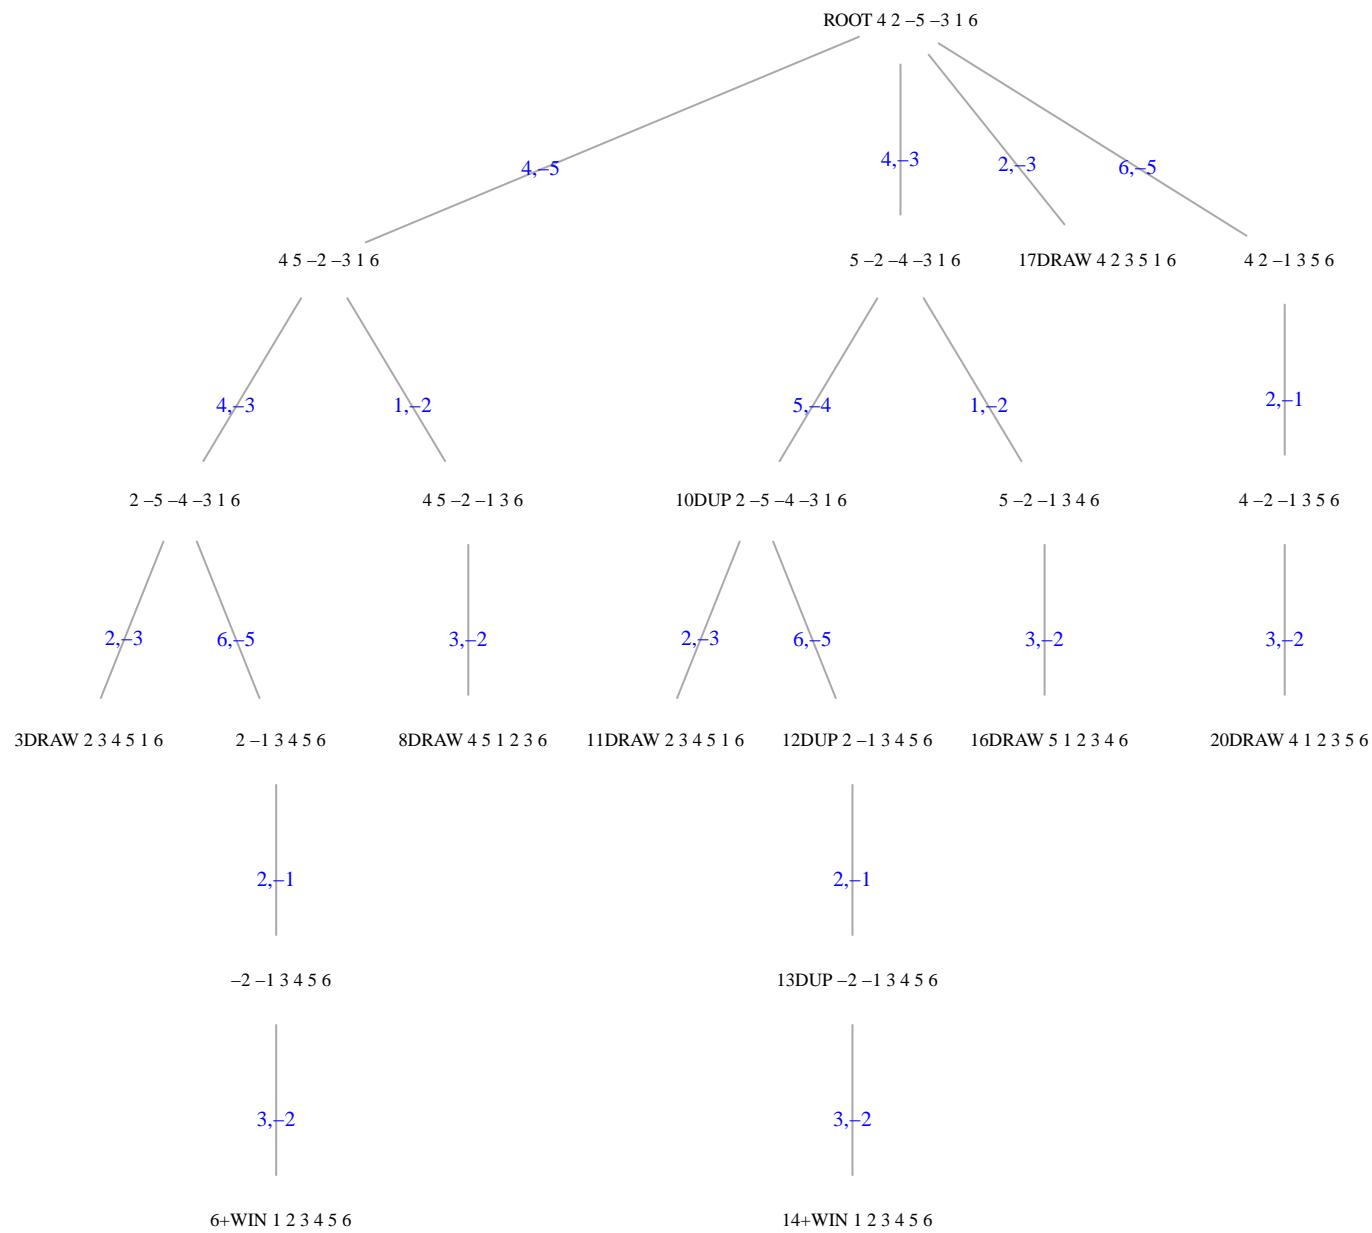 ROOT 4 2 –5 –3 1 6
4,–5
4,–3
2,–3
6,–5
4 5 –2 –3 1 6
5 –2 –4 –3 1 6
17DRAW 4 2 3 5 1 6
4 2 –1 3 5 6
4,–3
1,–2
5,–4
1,–2
2,–1
2 –5 –4 –3 1 6
4 5 –2 –1 3 6
10DUP 2 –5 –4 –3 1 6
5 –2 –1 3 4 6
4 –2 –1 3 5 6
2,–3
6,–5
3,–2
2,–3
6,–5
3,–2
3,–2
3DRAW 2 3 4 5 1 6
2 –1 3 4 5 6
8DRAW 4 5 1 2 3 6
11DRAW 2 3 4 5 1 6
12DUP 2 –1 3 4 5 6
16DRAW 5 1 2 3 4 6
20DRAW 4 1 2 3 5 6
2,–1
2,–1
–2 –1 3 4 5 6
13DUP –2 –1 3 4 5 6
3,–2
3,–2
6+WIN 1 2 3 4 5 6
14+WIN 1 2 3 4 5 6